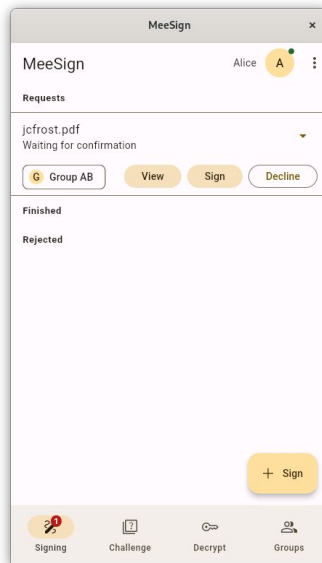 MeeSign
×
MeeSign
Alice
A
Requests
jcfrost.pdf
Waiting for confirmation
G Group AB
View
Sign
Decline
Finished
Rejected
+ Sign
1
?
Signing
Challenge
Decrypt
Groups